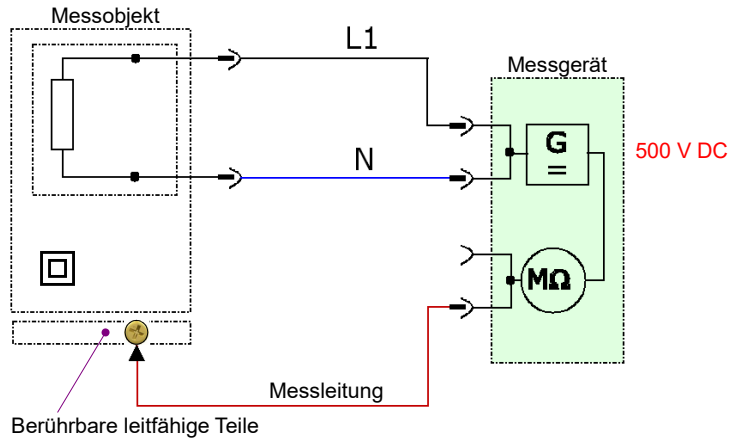 Messobjekt
L1
Messgerät
G
=
500 V DC
N
MΩ
Messleitung
Berührbare leitfähige Teile